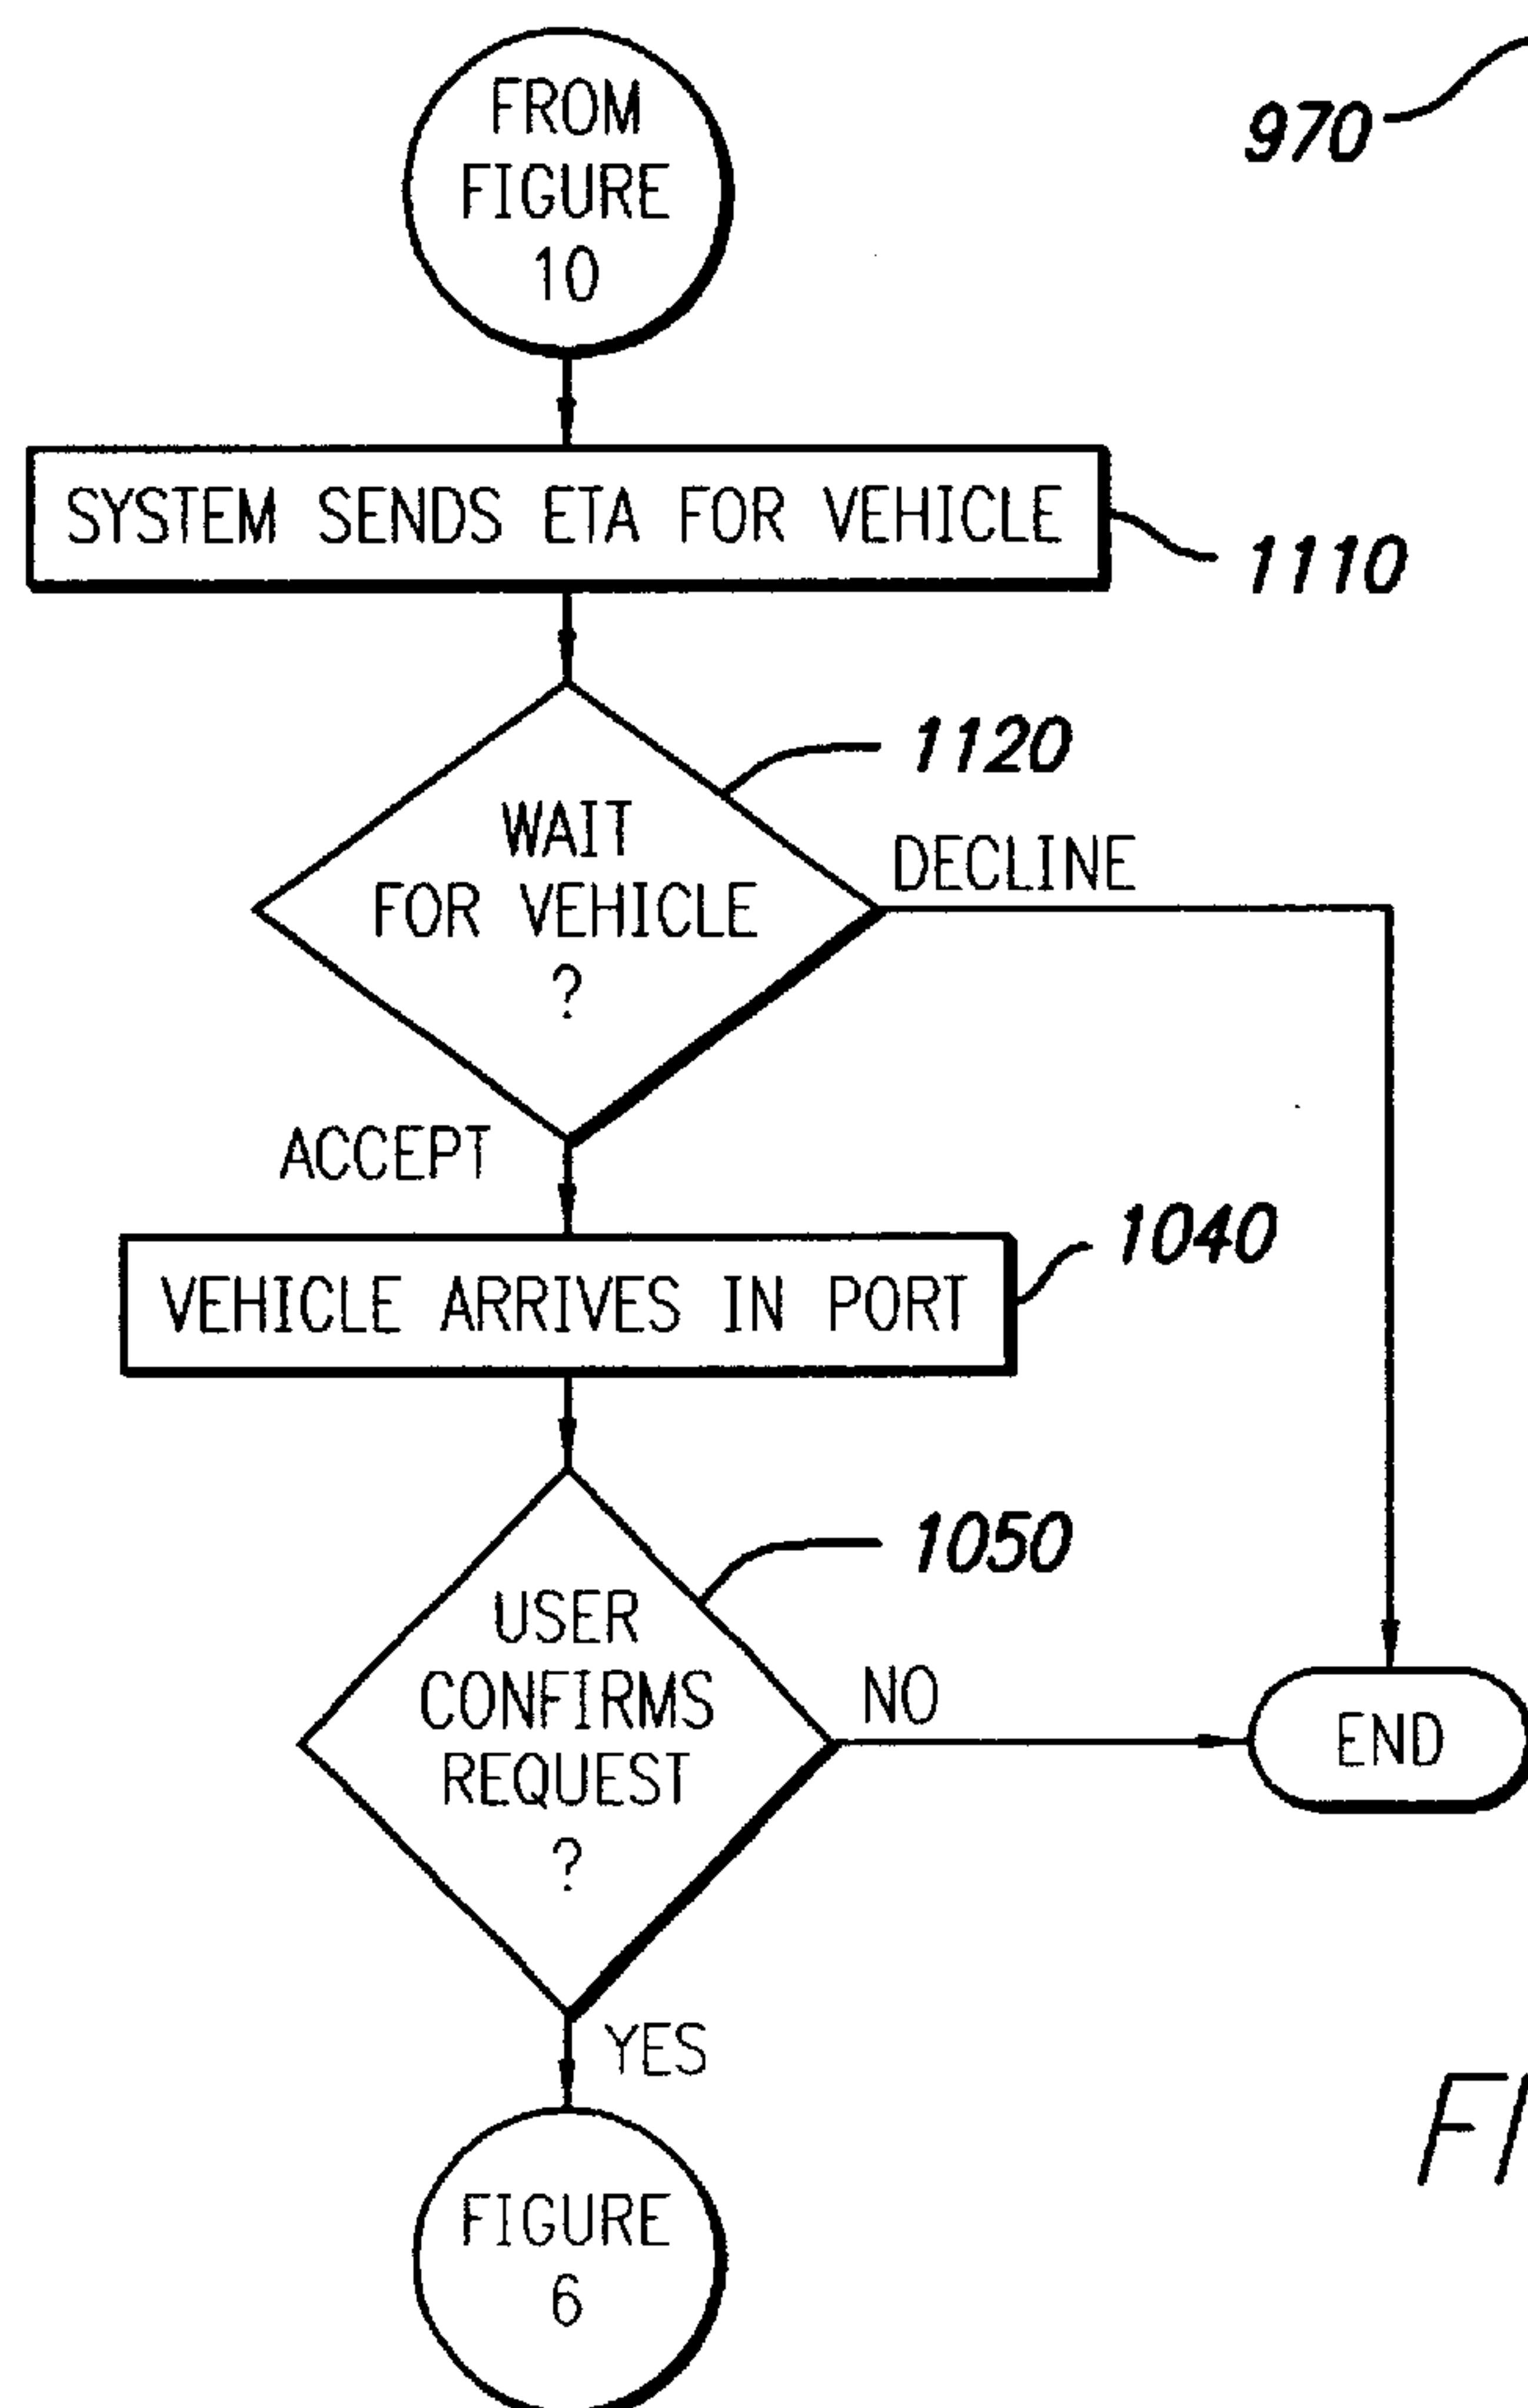 FROM
FIGURE
10
970
SYSTEM SENDS ETA FOR VEHICLE
1110
1120
WAIT
FOR VEHICLE
?
DECLINE
ACCEPT
1040
VEHICLE ARRIVES IN PORT
1050
USER
CONFIRMS
REQUEST
?
NO
END
YES
FIGURE
6